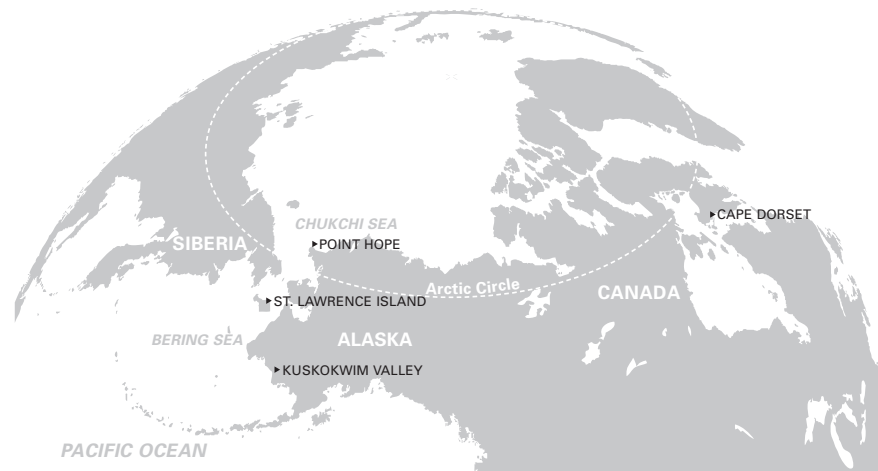 CHUKCHI SEA
CAPE DORSET
SIBERIA
POINT HOPE
Arctic Circle
CANADA
ST. LAWRENCE ISLAND
BERING SEA
ALASKA
KUSKOKWIM VALLEY
PACIFIC OCEAN